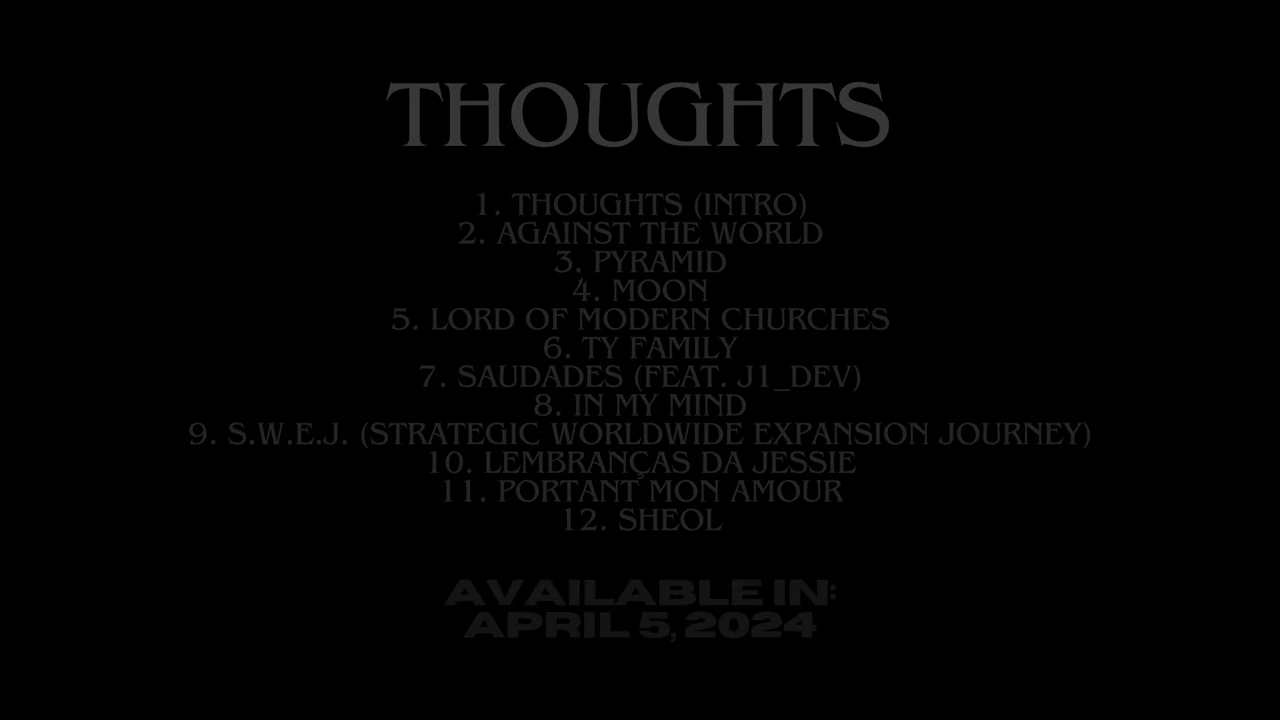 THOUGHTS
1. THOUGHTS (INTRO)
2. AGAINST THE WORLD
3. PYRAMID
4. MOON
5. LORD OF MODERN CHURCHES
6. TY FAMILY
7. SAUDADES (FEAT. J1_DEV)
8. IN MY MIND
9. S.W.E.J. (STRATEGIC WORLDWIDE EXPANSION JOURNEY)
10. LEMBRANÇAS DA JESSIE
11. PORTANT MON AMOUR
12. SHEOL
AVAILABLE IN:
APRIL 5, 2024